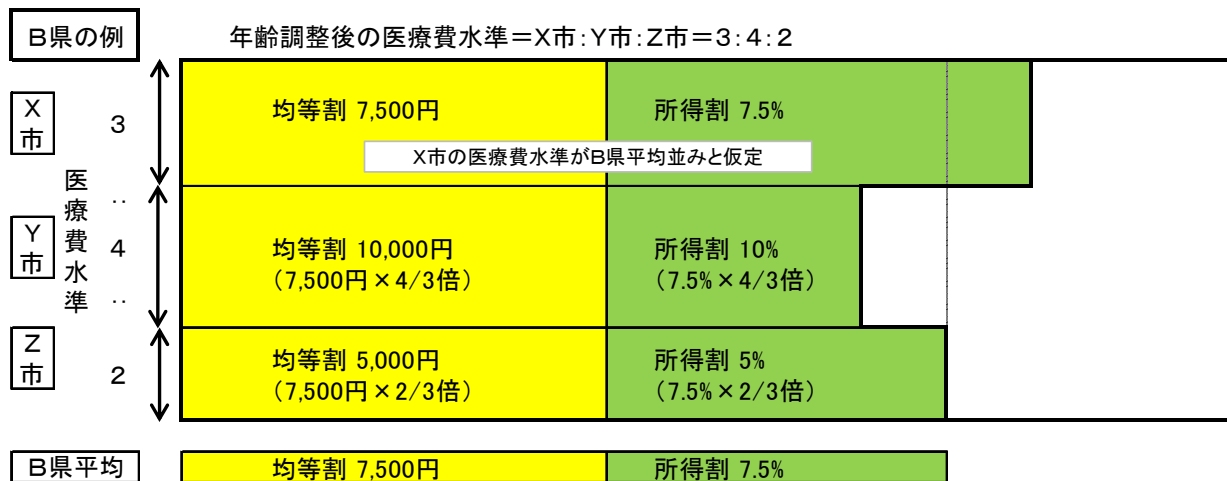 B県の例
年齢調整後の医療費水準＝X市:Y市:Z市＝3:4:2
X市
3
均等割 7,500円
所得割 7.5%
X市の医療費水準がB県平均並みと仮定
医療費水準
‥
‥
Y市
4
均等割 10,000円
(7,500円×4/3倍)
所得割 10%
(7.5%×4/3倍)
Z市
2
均等割 5,000円
(7,500円×2/3倍)
所得割 5%
(7.5%×2/3倍)
B県平均
均等割 7,500円
所得割 7.5%